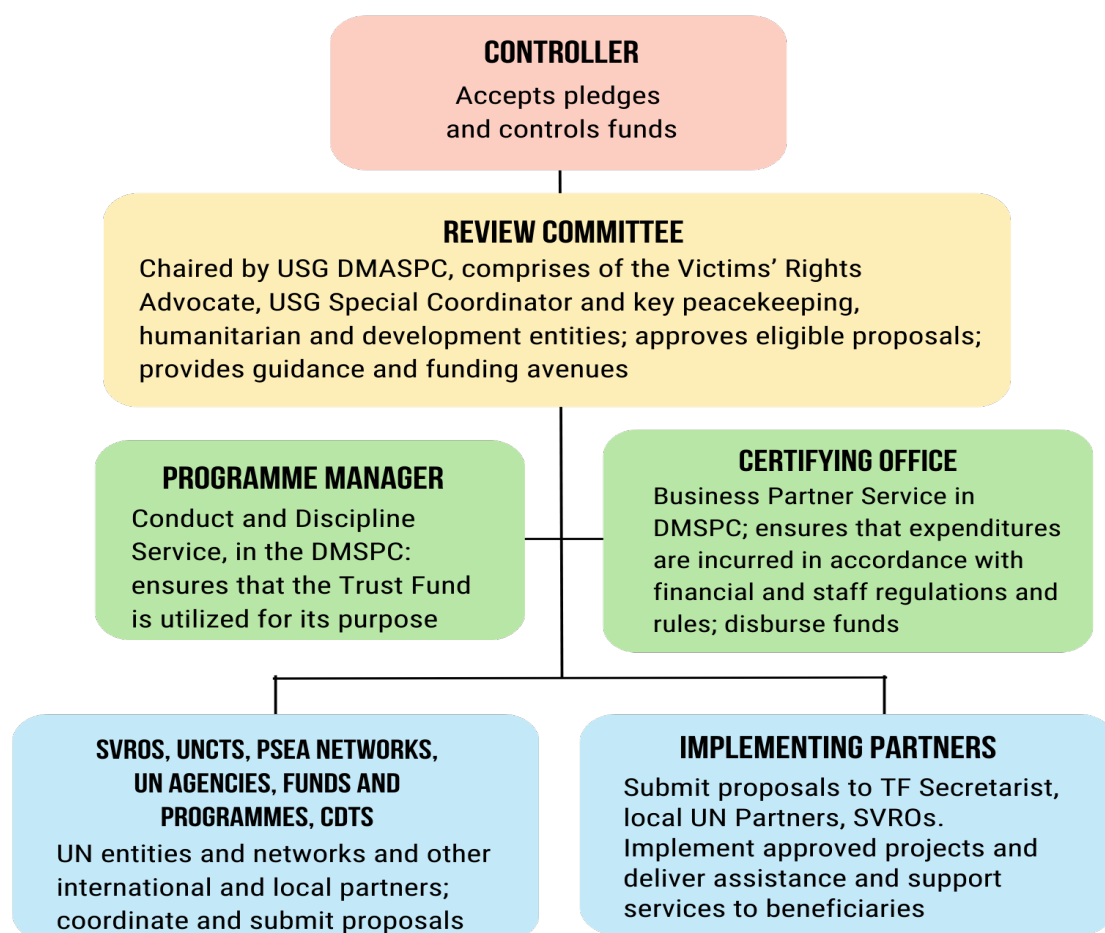 CONTROLLER
Accepts pledges
and controls funds
REVIEW COMMITTEE
Chaired by USG DMASPC, comprises of the Victims’ Rights
Advocate, USG Special Coordinator and key peacekeeping,
humanitarian and development entities; approves eligible proposals;
provides guidance and funding avenues
PROGRAMME MANAGER
Conduct and Discipline
Service, in the DMSPC:
ensures that the Trust Fund
is utilized for its purpose
CERTIFYING OFFICE
Business Partner Service in
DMSPC; ensures that expenditures
are incurred in accordance with
financial and staff regulations and
rules; disburse funds
SVROS, UNCTS, PSEA NETWORKS,
UN AGENCIES, FUNDS AND
PROGRAMMES, CDTS
UN entities and networks and other
international and local partners;
coordinate and submit proposals
IMPLEMENTING PARTNERS
Submit proposals to TF Secretarist,
local UN Partners, SVROs.
Implement approved projects and
deliver assistance and support
services to beneficiaries